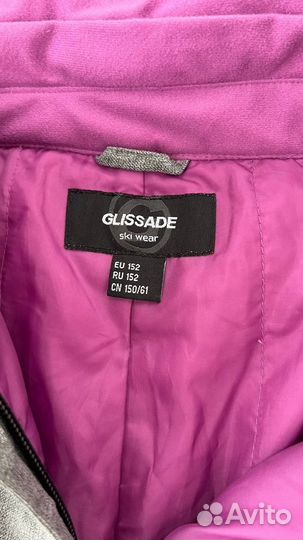 GLISSADE
ski wear
EU 152
RU 152
CN 150/61
Avito